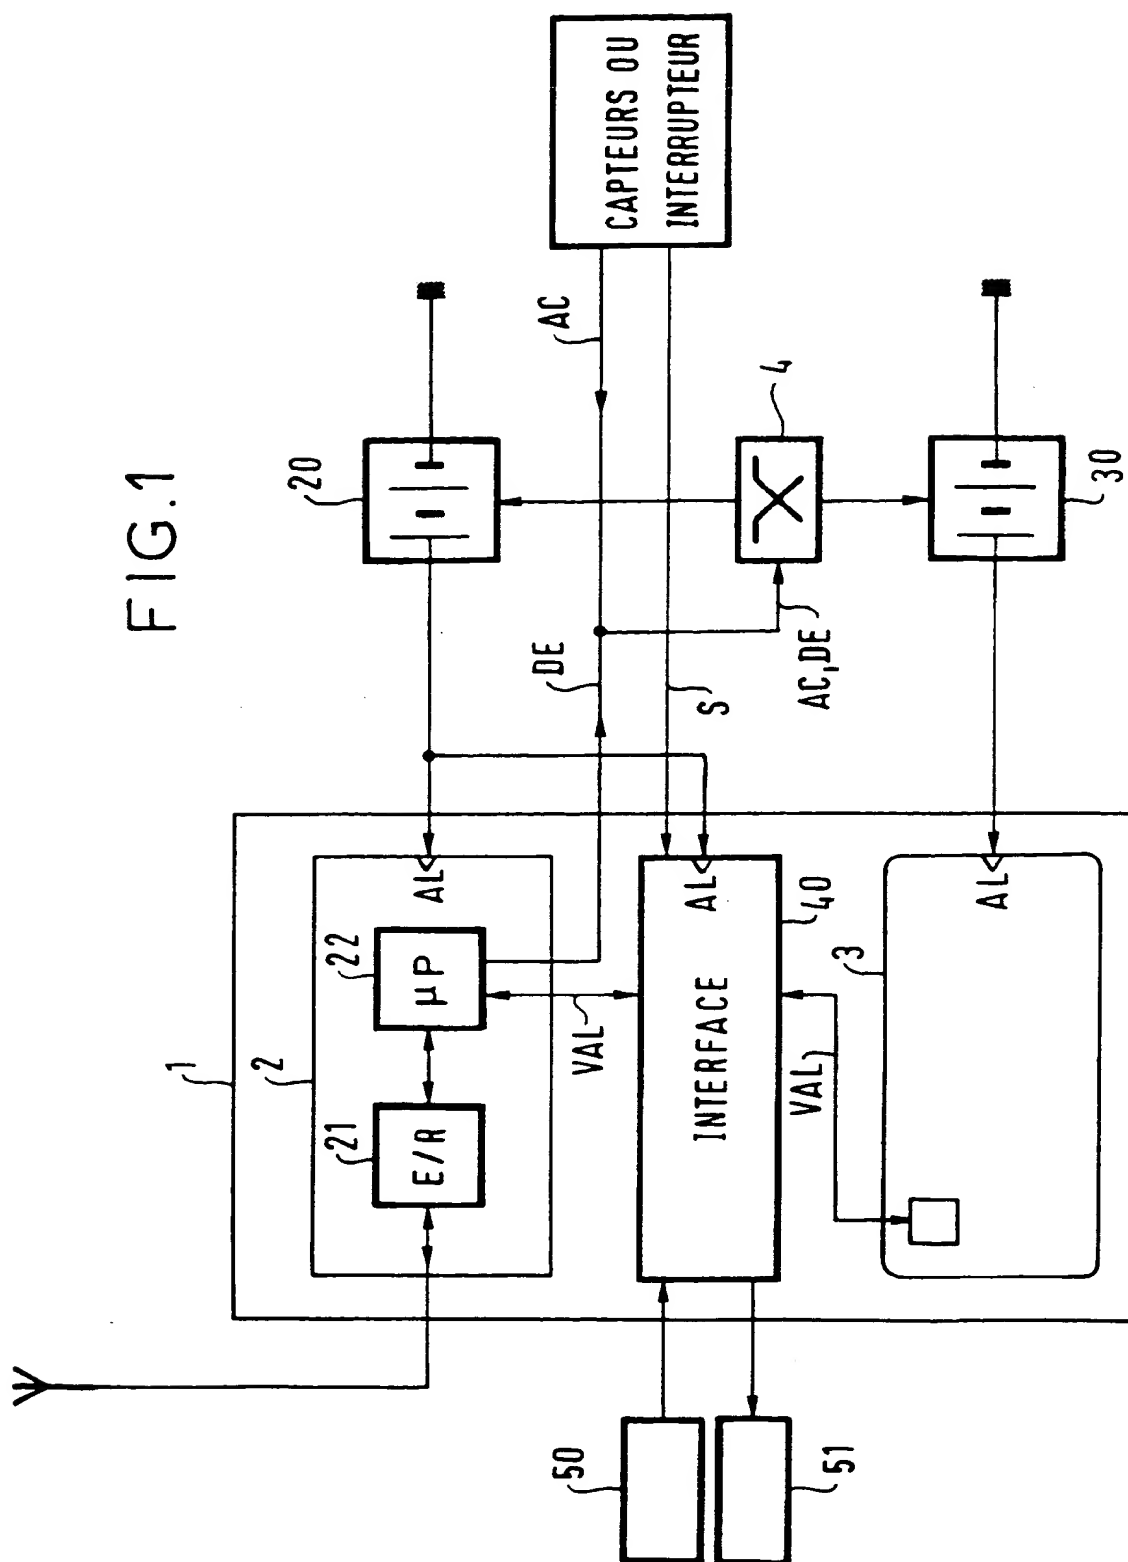 FIG.1
1
2
21
E/R
22
µP
AL
20
VAL
DE
AC
CAPTEURS OU
INTERRUPTEUR
S
INTERFACE
AL
40
AC,DE
4
50
51
VAL
3
AL
30